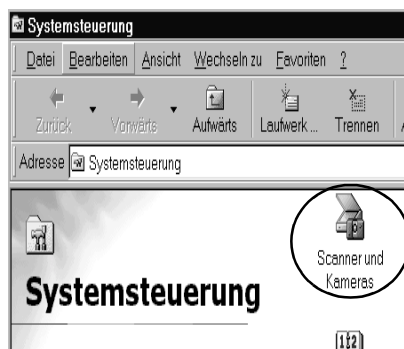 Systemsteuerung
Datei Bearbeiten Ansicht Wechseln zu Favoriten ?
Zurück Vorwärts Aufwärts Laufwerk ... Trennen
Adresse Systemsteuerung
Scanner und
Kameras
Systemsteuerung